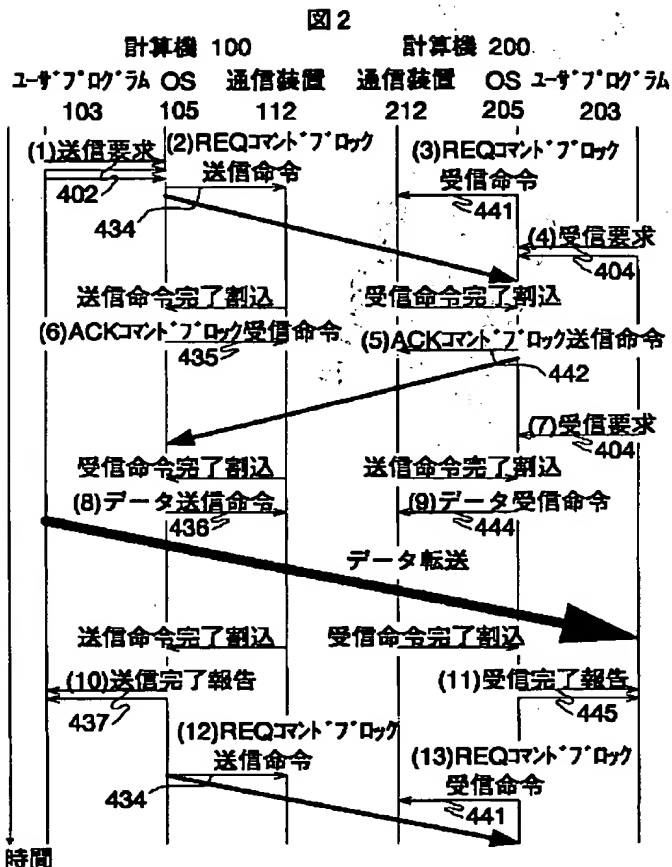 図2
計算機 100 計算機 200
ユーザプログラム OS 通信装置 通信装置 OS ユーザプログラム
103 105 112 212 205 203
(1)送信要求
402
(2)REQコマンドブロック
送信命令
434
(3)REQコマンドブロック
受信命令
441
(4)受信要求
404
送信命令完了割込 受信命令完了割込
(6)ACKコマンドブロック受信命令
435
(5)ACKコマンドブロック送信命令
442
(7)受信要求
404
受信命令完了割込 送信命令完了割込
(8)データ送信命令
436
(9)データ受信命令
444
データ転送
送信命令完了割込 受信命令完了割込
(10)送信完了報告
437
(11)受信完了報告
445
(12)REQコマンドブロック
送信命令
434
(13)REQコマンドブロック
受信命令
441
時間